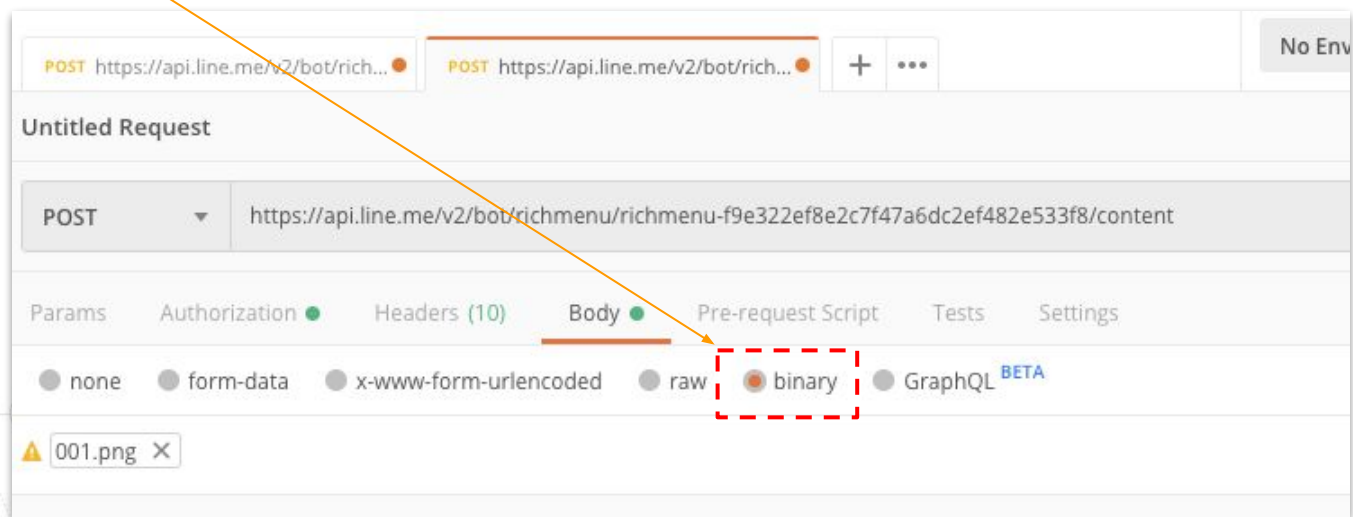 No Env
POST https://api.line.me/v2/bot/rich... POST https://api.line.me/v2/bot/rich... + •••
Untitled Request
POST https://api.line.me/v2/bot/richmenu/richmenu-f9e322ef8e2c7f47a6dc2ef482e533f8/content
Params Authorization Headers (10) Body Pre-request Script Tests Settings
none form-data x-www-form-urlencoded raw binary GraphQL BETA
001.png ×